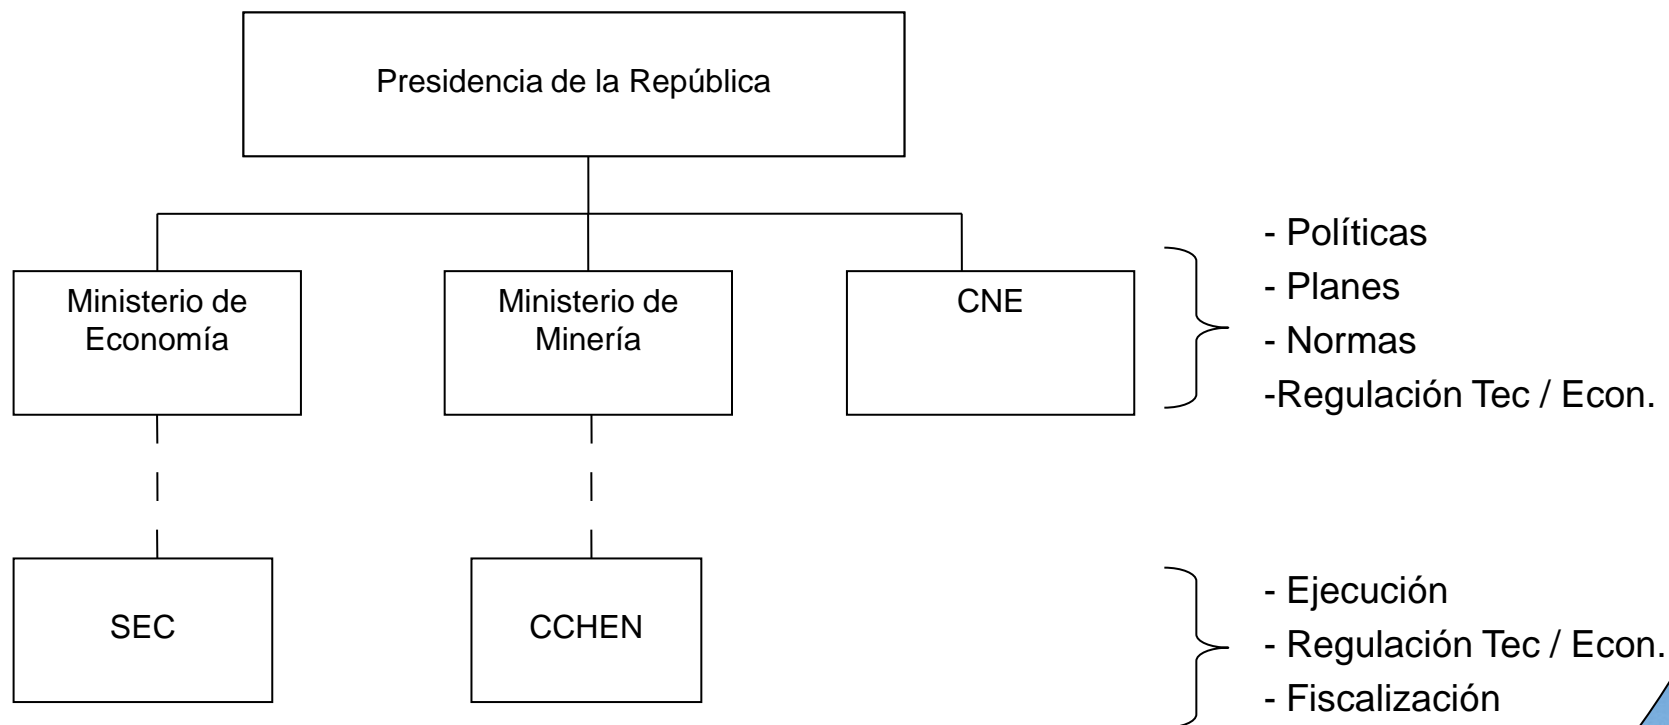 Presidencia de la República
Ministerio de
Economía
Ministerio de
Minería
CNE
- Políticas
- Planes
- Normas
-Regulación Tec / Econ.
SEC
CCHEN
- Ejecución
- Regulación Tec / Econ.
- Fiscalización